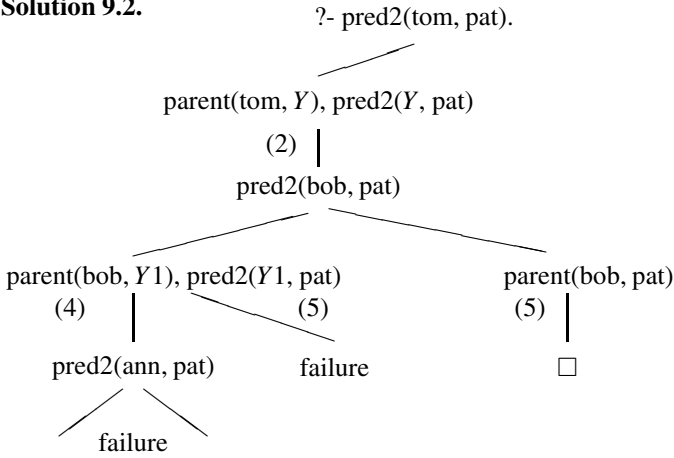 Solution 9.2.
?- pred2(tom, pat).
parent(tom, Y), pred2(Y, pat)
(2)
pred2(bob, pat)
parent(bob, Y1), pred2(Y1, pat) parent(bob, pat)
(4) (5) (5)
pred2(ann, pat) failure □
failure